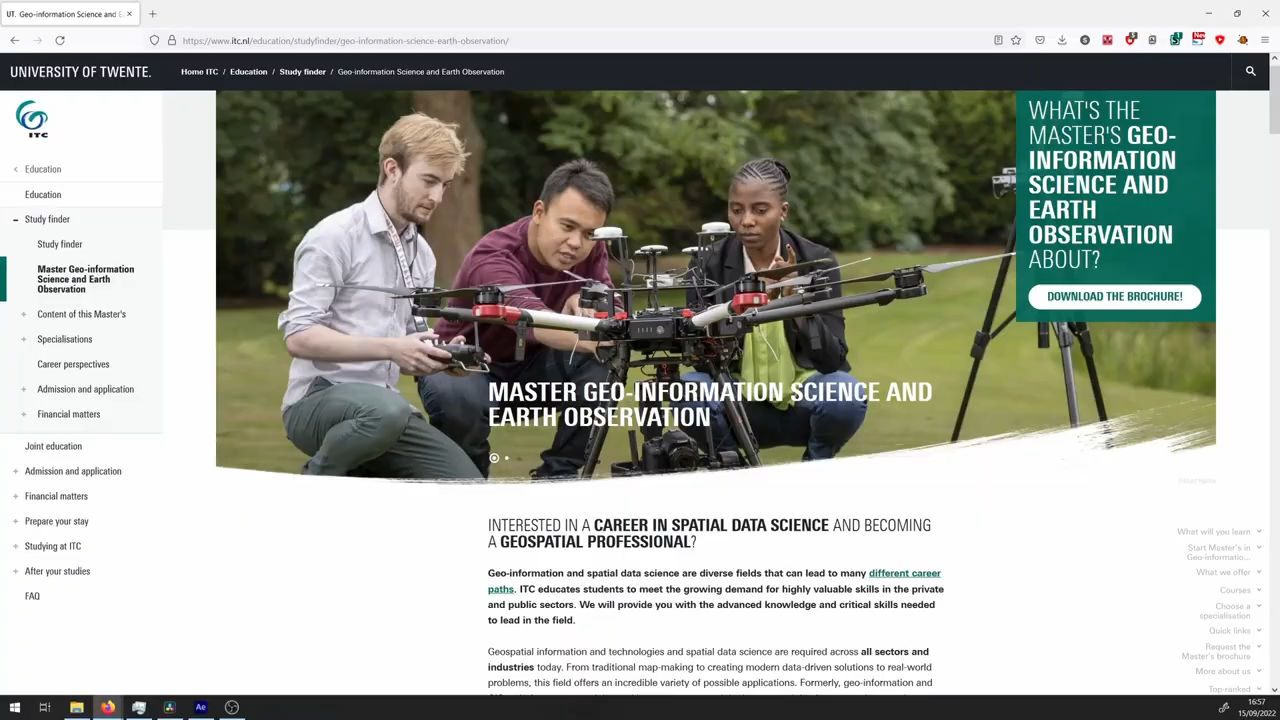 UT. Geo-information Science and E
https://www.itc.nl/education/studyfinder/geo-information-science-earth-observation/
New
UNIVERSITY OF TWENTE.
Home ITC / Education / Study finder / Geo-information Science and Earth Observation
ITC
Education
Education
Study finder
Study finder
Master Geo-information
Science and Earth
Observation
Content of this Master's
Specialisations
Career perspectives
Admission and application
Financial matters
Joint education
Admission and application
Financial matters
Prepare your stay
Studying at ITC
After your studies
FAQ
WHAT'S THE
MASTER'S GEO-
INFORMATION
SCIENCE AND
EARTH
OBSERVATION
ABOUT?
DOWNLOAD THE BROCHURE!
MASTER GEO-INFORMATION SCIENCE AND
EARTH OBSERVATION
INTERESTED IN A CAREER IN SPATIAL DATA SCIENCE AND BECOMING
A GEOSPATIAL PROFESSIONAL?
Geo-information and spatial data science are diverse fields that can lead to many different career
paths. ITC educates students to meet the growing demand for highly valuable skills in the private
and public sectors. We will provide you with the advanced knowledge and critical skills needed
to lead in the field.
Geospatial information and technologies and spatial data science are required across all sectors and
industries today. From traditional map-making to creating modern data-driven solutions to real-world
problems, this field offers an incredible variety of possible applications. Formerly, geo-information and
What will you learn
Start Master's in
Geo-informatio...
What we offer
Courses
Choose a
specialisation
Quick links
Request the
Master's brochure
More about us
Top-ranked
Ae
16:57
15/09/2022